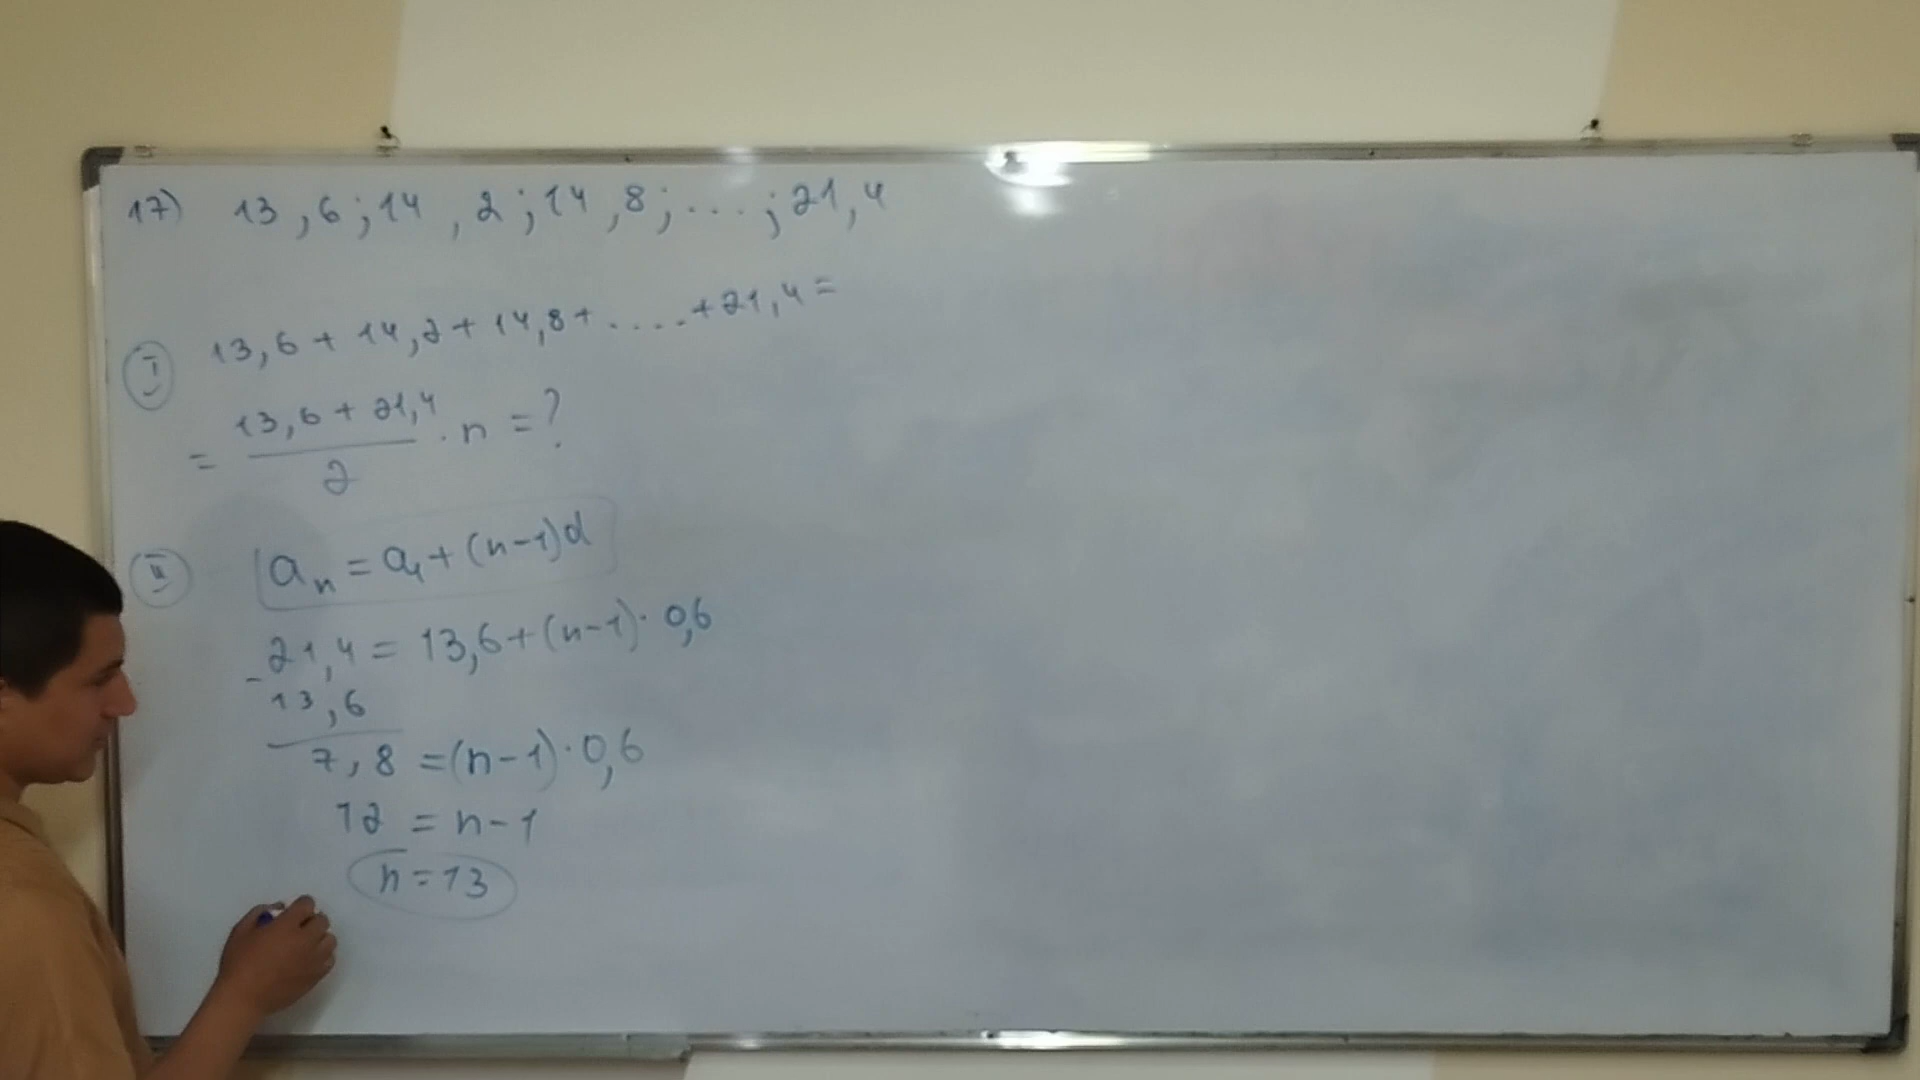 17) 13,6;14,2;14,8;...;21,4
I 13,6+14,2+14,8+....+21,4=
= \frac{13,6+21,4}{2} · n = ?
II a_n = a_1 + (n-1)d
21,4 = 13,6+(n-1)·0,6
- 13,6
7,8 = (n-1)·0,6
12 = n-1
n = 13